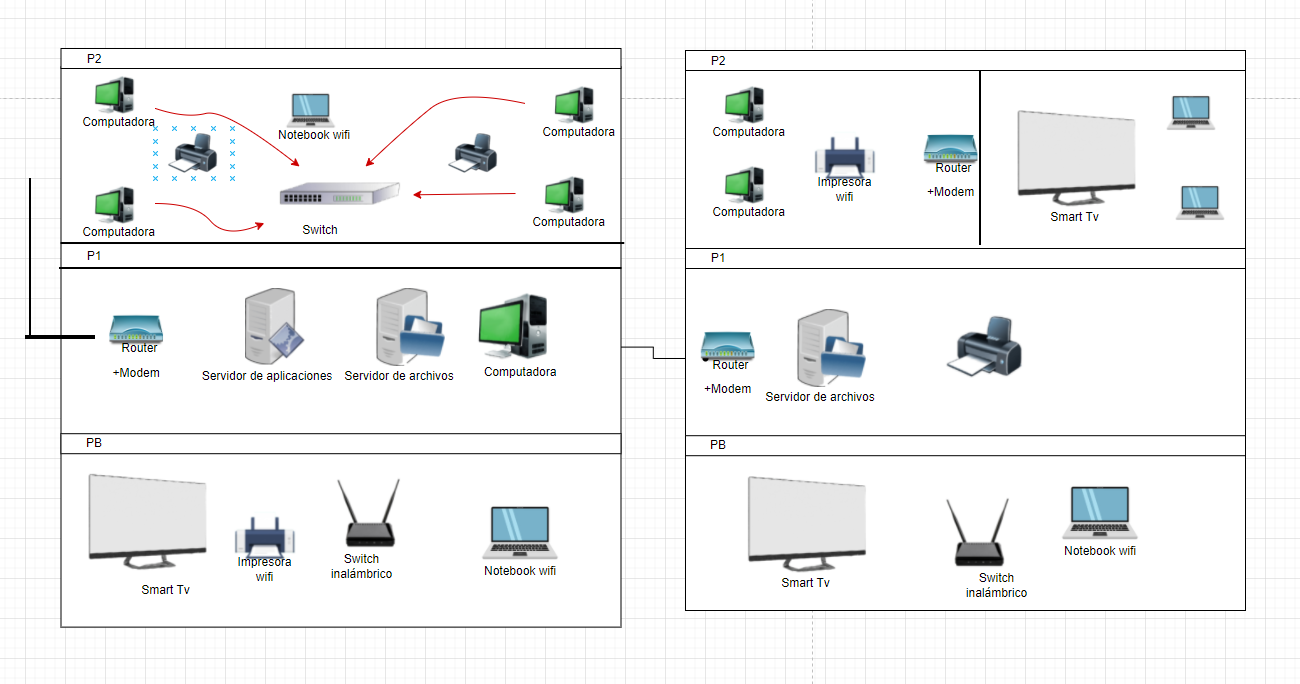 P2
Computadora
Notebook wifi
Computadora
Computadora
Switch
Computadora
P1
Router
+Modem
Servidor de aplicaciones
Servidor de archivos
Computadora
PB
Smart Tv
Impresora
wifi
Switch
inalámbrico
Notebook wifi
P2
Computadora
Impresora
wifi
Router
+Modem
Computadora
Smart Tv
P1
Router
+Modem
Servidor de archivos
PB
Smart Tv
Switch
inalámbrico
Notebook wifi